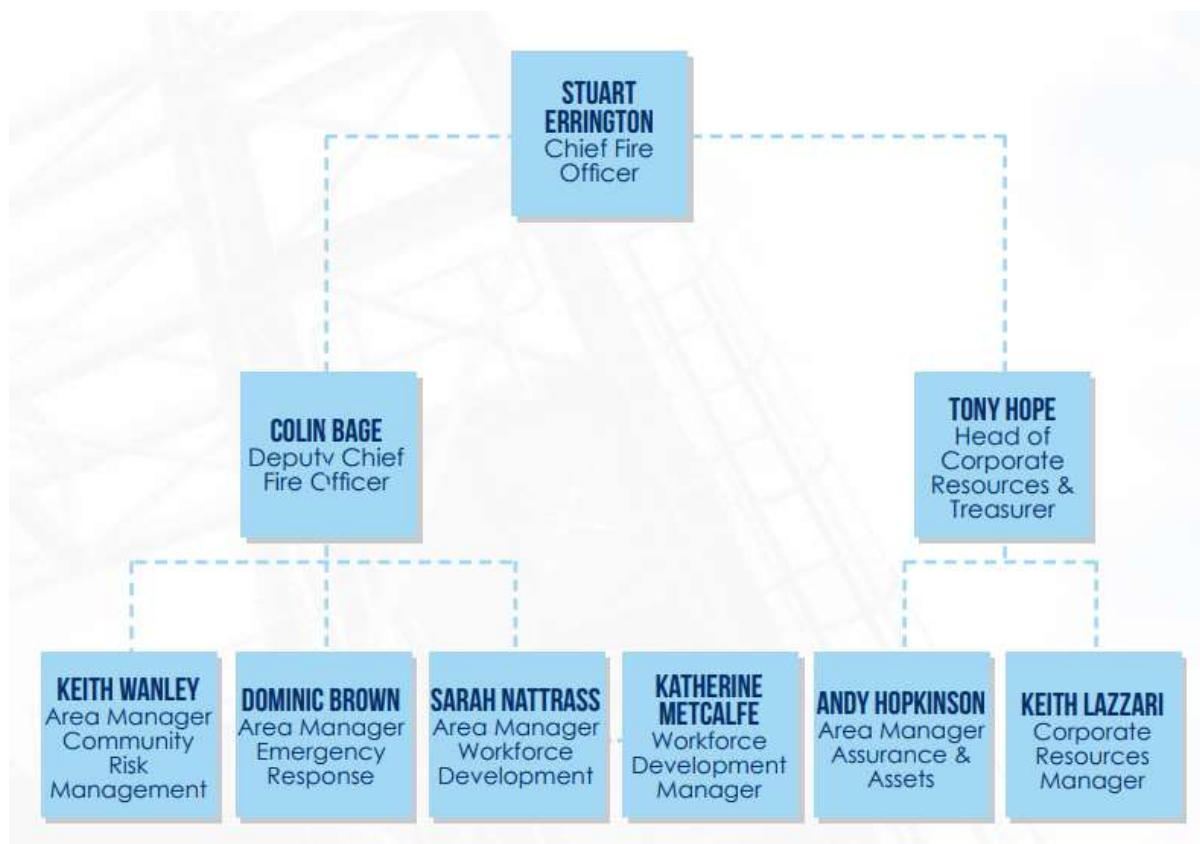 STUART
ERRINGTON
Chief Fire
Officer
COLIN BAGE
Deputy Chief
Fire Officer
TONY HOPE
Head of
Corporate
Resources &
Treasurer
KEITH WANLEY
Area Manager
Community
Risk
Management
DOMINIC BROWN
Area Manager
Emergency
Response
SARAH NATTRASS
Area Manager
Workforce
Development
KATHERINE
METCALFE
Workforce
Development
Manager
ANDY HOPKINSON
Area Manager
Assurance &
Assets
KEITH LAZZARI
Corporate
Resources
Manager